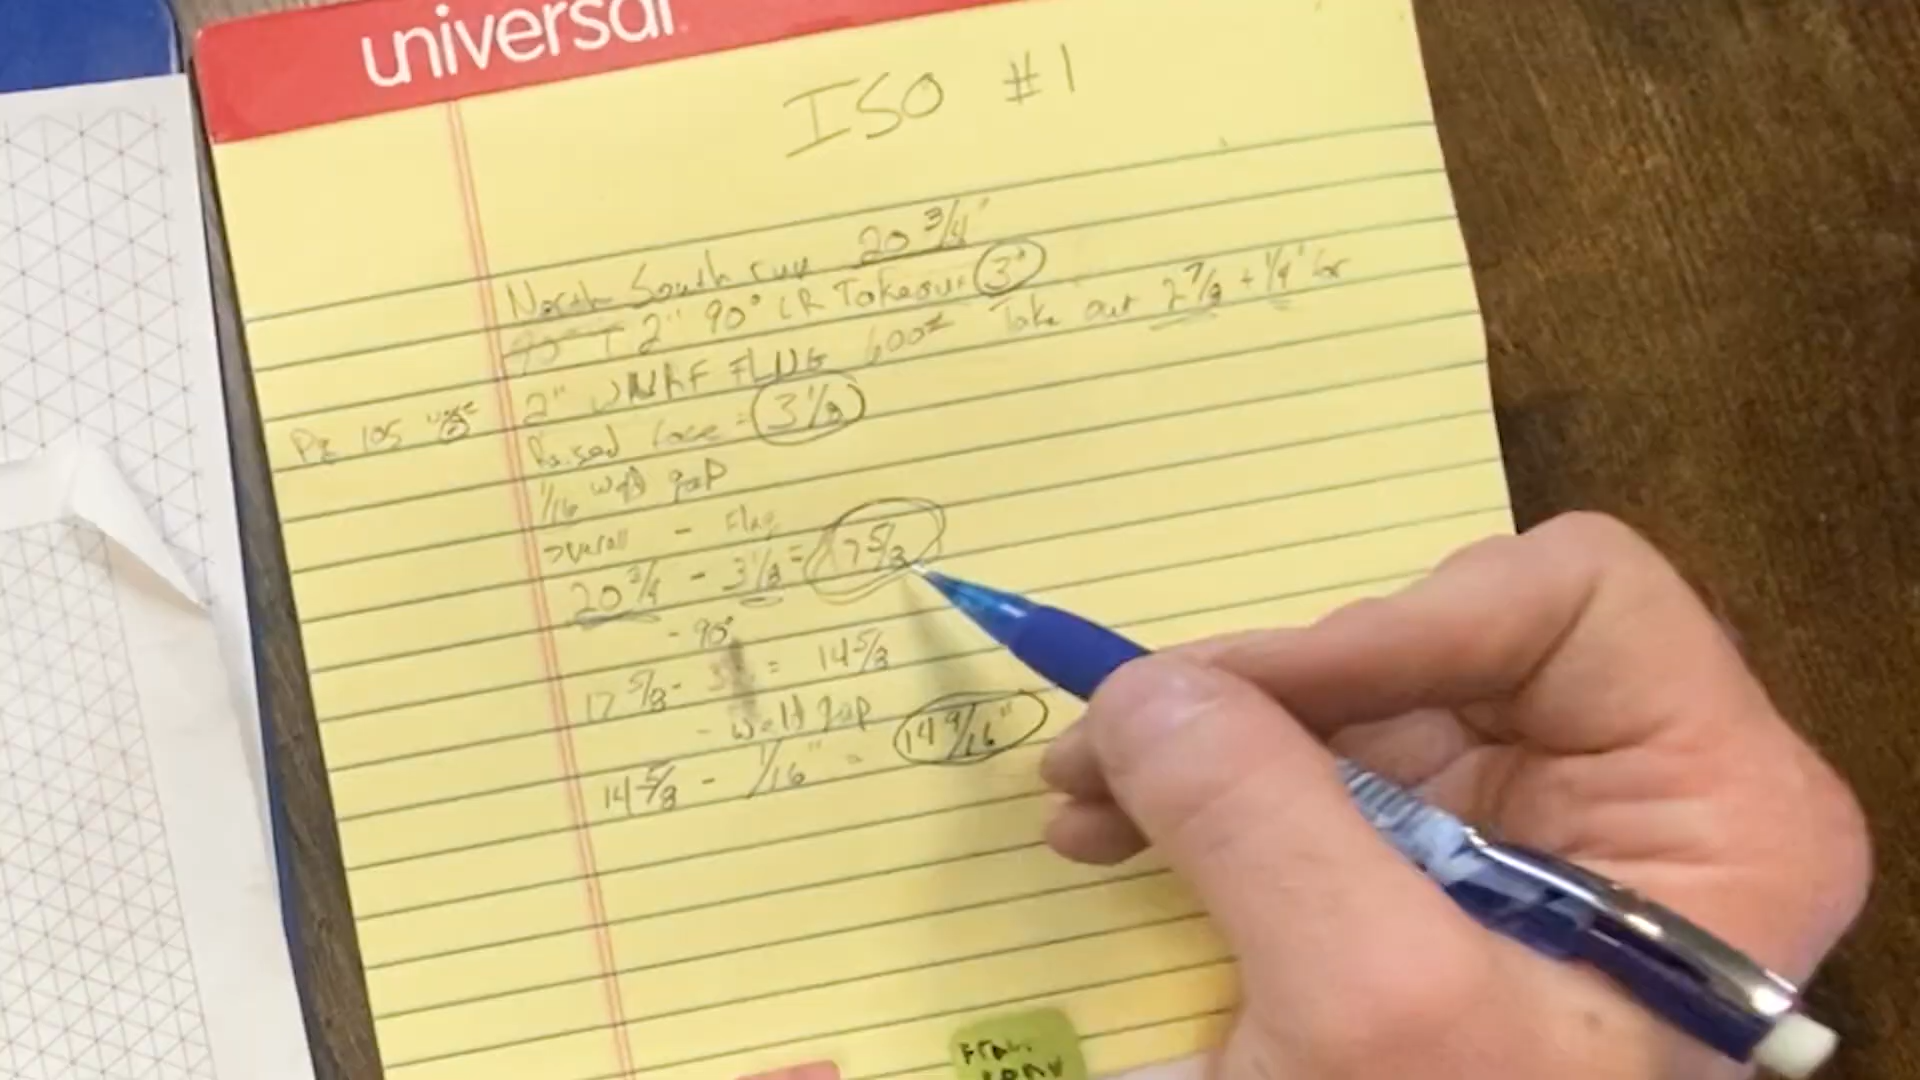 universal
ISO #1
North South run 20 3/4"
2" 90° LR Takeout 3"
2" WNRF FLNG 600# Take out 2 7/8 + 1/4" for
Pg 105
Raised face = 3 1/8
1/16 weld gap
overall - Flng
20 3/4 - 3 1/8 = 17 5/8
- 90°
17 5/8 - 3 = 14 5/8
- weld gap
14 5/8 - 1/16" = 14 9/16"